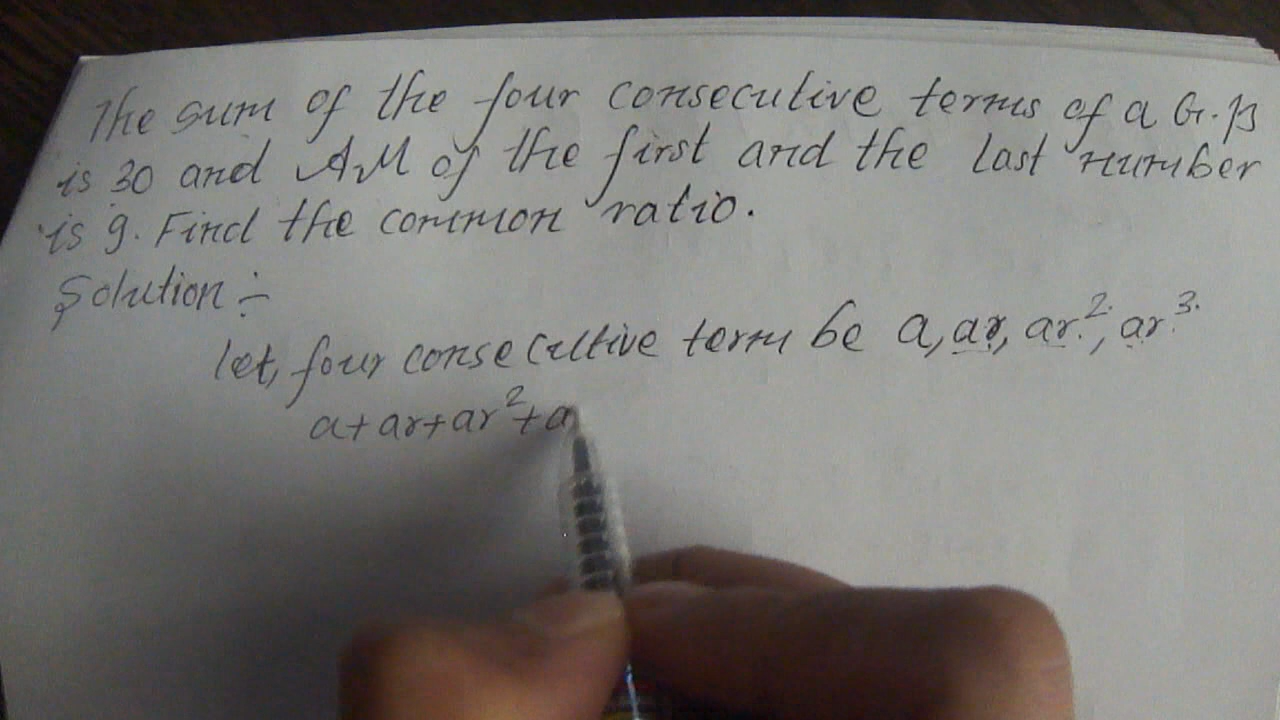 The sum of the four consecutive terms of a G.P
is 30 and AM of the first and the last number
is 9. Find the common ratio.
Solution :-
let, four consecutive term be a, ar, ar², ar³.
a+ar+ar²+a